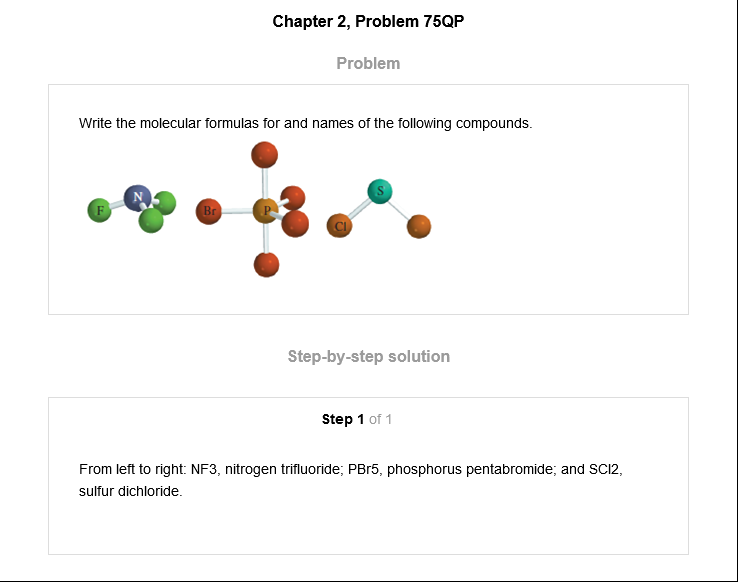 Chapter 2, Problem 75QP
Problem
Write the molecular formulas for and names of the following compounds.
F N Br P Cl S
Step-by-step solution
Step 1 of 1
From left to right: NF3, nitrogen trifluoride; PBr5, phosphorus pentabromide; and SCl2,
sulfur dichloride.